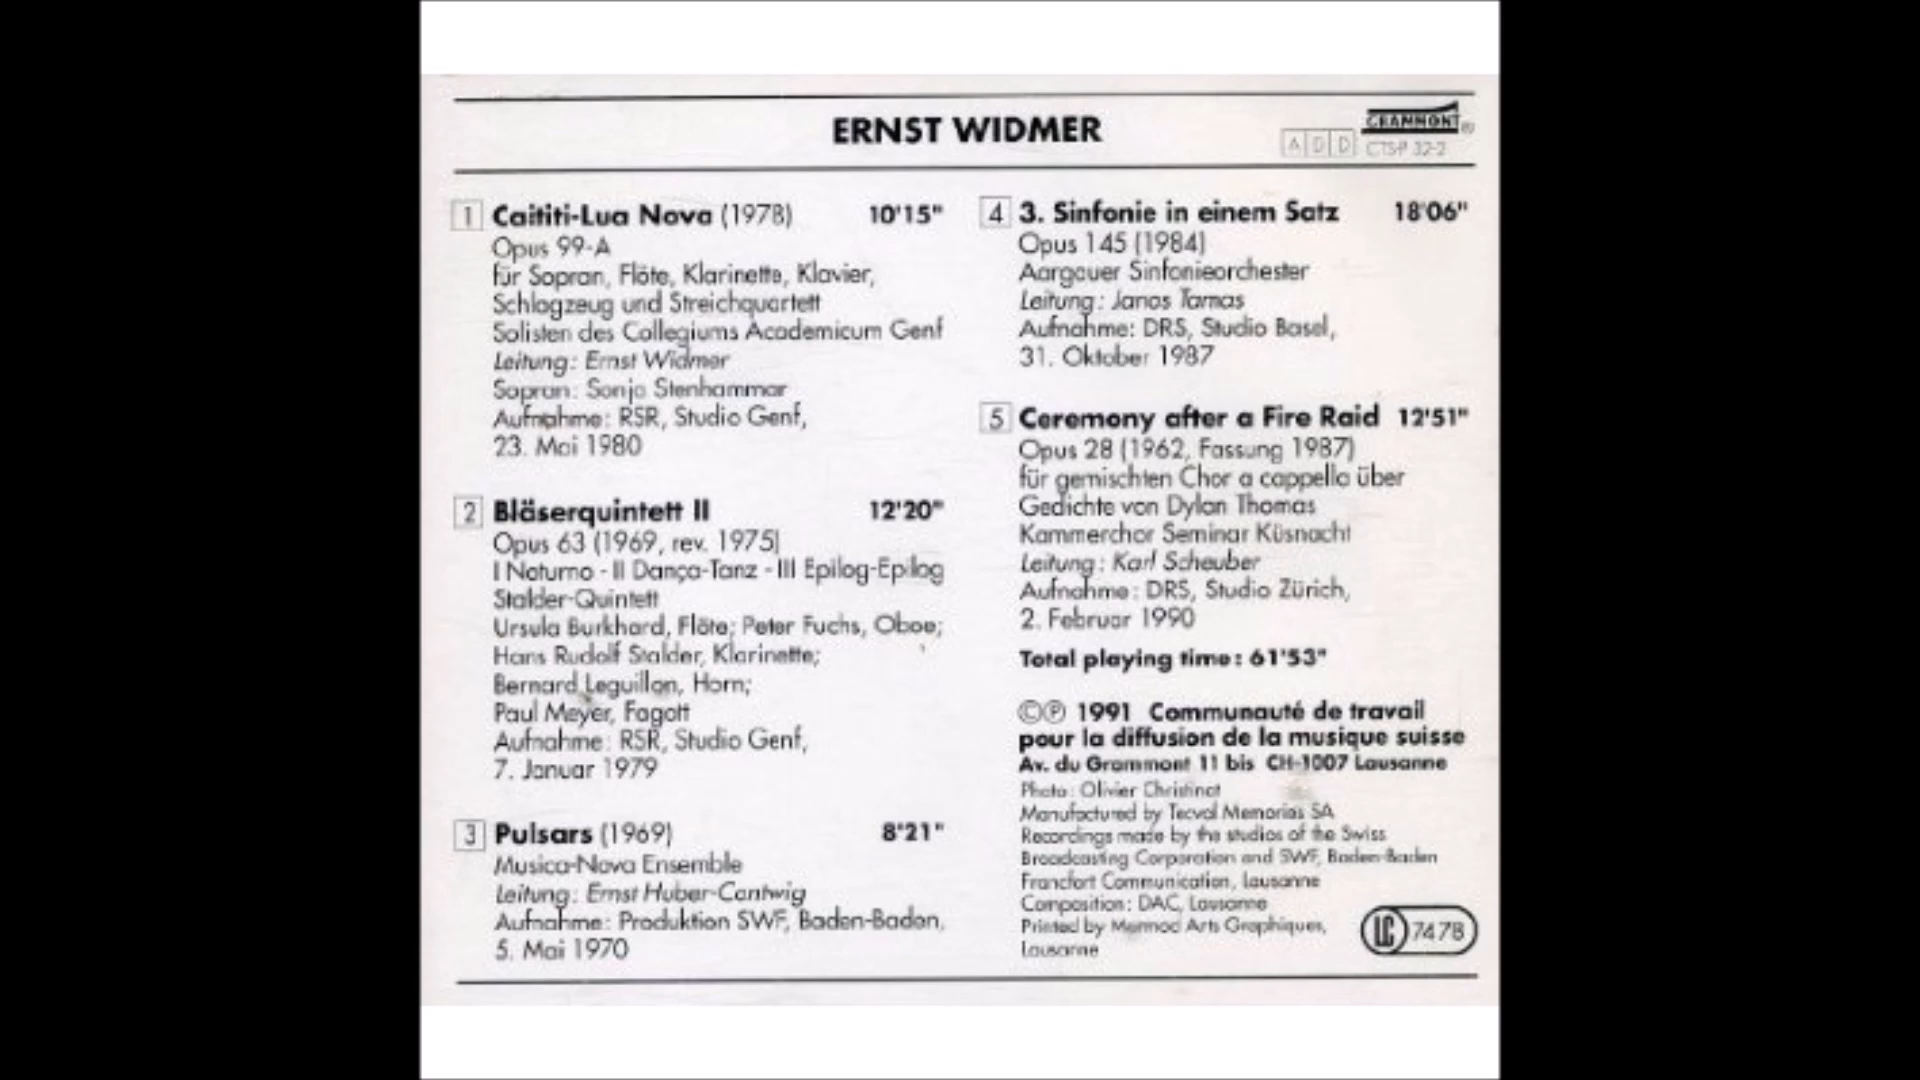 ERNST WIDMER
GRAMMONT
A D D CTS-P 32-2
1 Caititi-Lua Nova (1978) 10'15"
Opus 99-A
für Sopran, Flöte, Klarinette, Klavier,
Schlagzeug und Streichquartett
Solisten des Collegiums Academicum Genf
Leitung: Ernst Widmer
Sopran: Sonja Stenhammar
Aufnahme: RSR, Studio Genf,
23. Mai 1980
2 Bläserquintett II 12'20"
Opus 63 (1969, rev. 1975)
I Noturno - II Dança-Tanz - III Epilog-Epilog
Stalder-Quintett
Ursula Burkhard, Flöte; Peter Fuchs, Oboe;
Hans Rudolf Stalder, Klarinette;
Bernard Leguillon, Horn;
Paul Meyer, Fagott
Aufnahme: RSR, Studio Genf,
7. Januar 1979
3 Pulsars (1969) 8'21"
Musica-Nova Ensemble
Leitung: Ernst Huber-Contwig
Aufnahme: Produktion SWF, Baden-Baden,
5. Mai 1970
4 3. Sinfonie in einem Satz 18'06"
Opus 145 (1984)
Aargauer Sinfonieorchester
Leitung: Janos Tamas
Aufnahme: DRS, Studio Basel,
31. Oktober 1987
5 Ceremony after a Fire Raid 12'51"
Opus 28 (1962, Fassung 1987)
für gemischten Chor a cappella über
Gedichte von Dylan Thomas
Kammerchor Seminar Küsnacht
Leitung: Karl Scheuber
Aufnahme: DRS, Studio Zürich,
2. Februar 1990
Total playing time: 61'53"
©℗ 1991 Communauté de travail
pour la diffusion de la musique suisse
Av. du Grammont 11 bis CH-1007 Lausanne
Photo: Olivier Christinat
Manufactured by Tecval Memories SA
Recordings made by the studios of the Swiss
Broadcasting Corporation and SWF, Baden-Baden
Francfort Communication, Lausanne
Composition: DAC, Lausanne
Printed by Mermod Arts Graphiques,
Lausanne
LC 7478